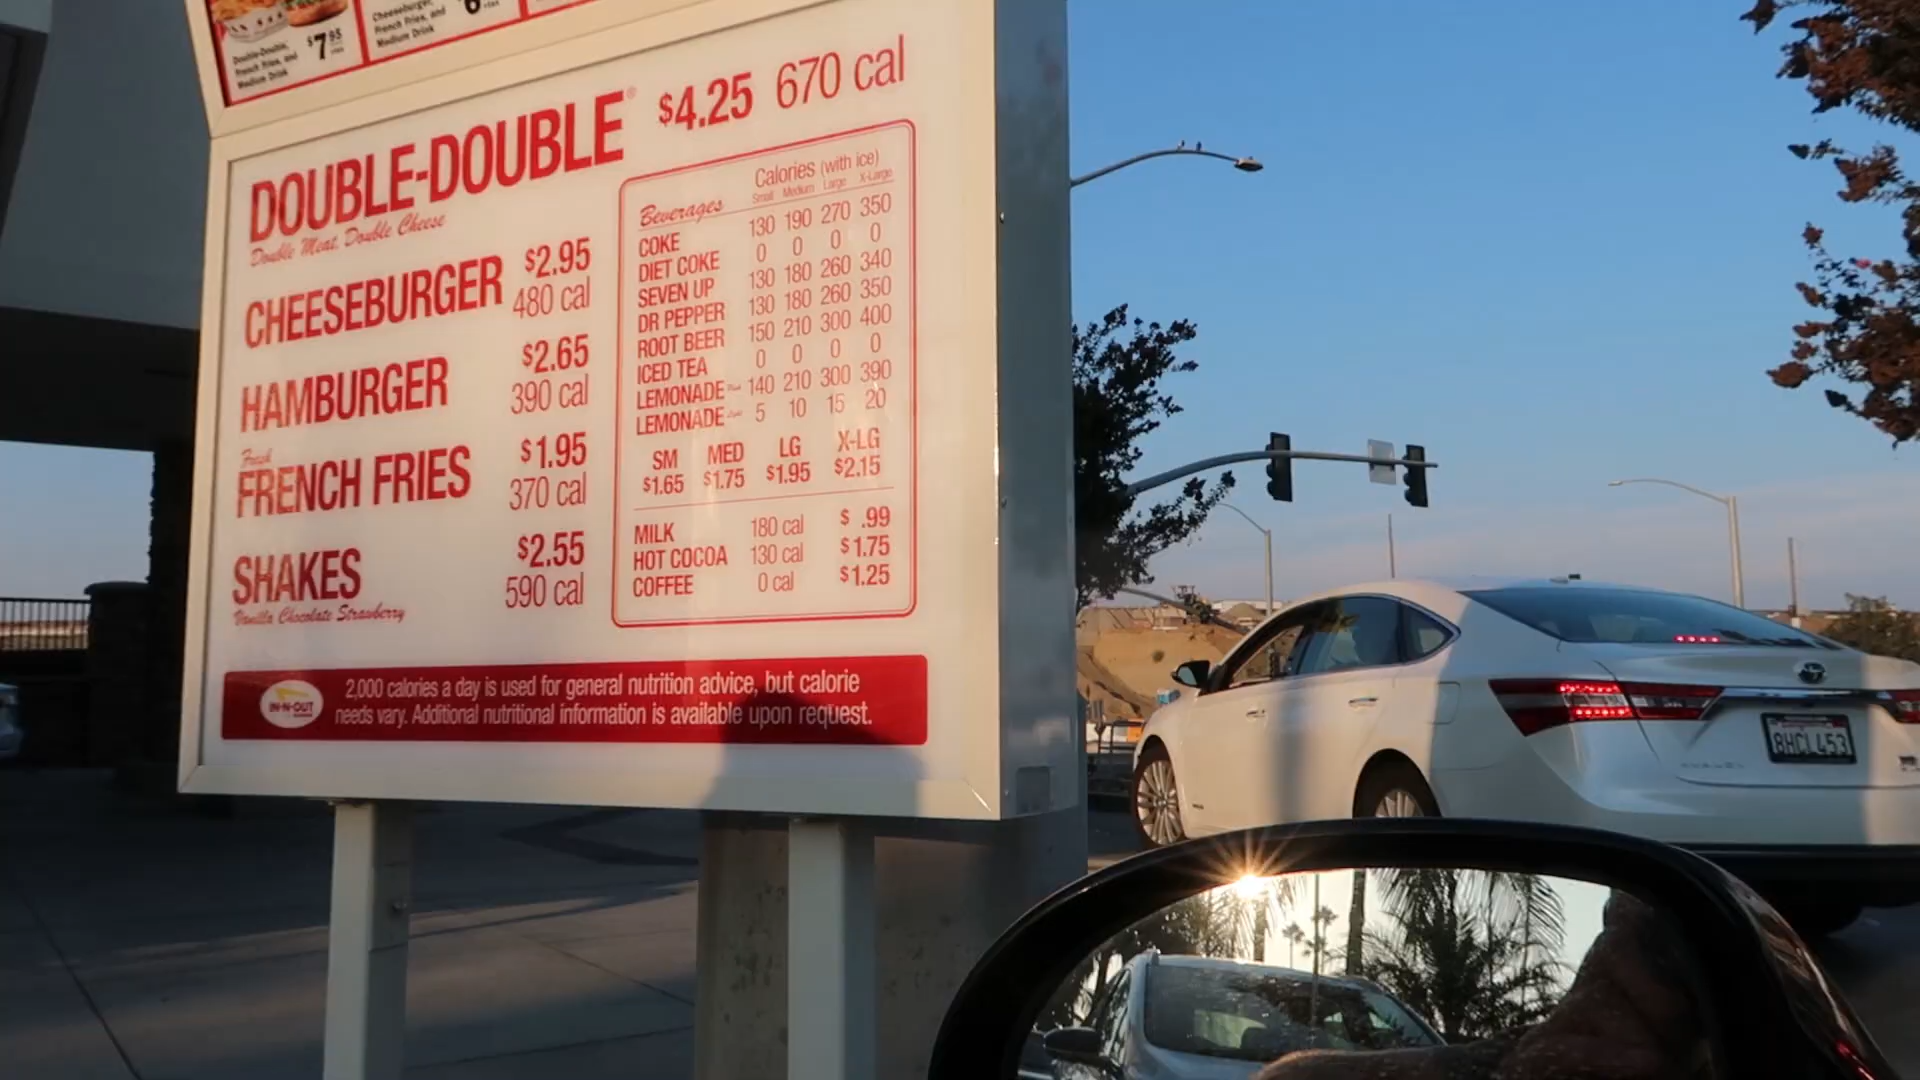 Double-Double,
French Fries, and
Medium Drink
$7.95
Cheeseburger,
French Fries, and
Medium Drink
DOUBLE-DOUBLE® $4.25 670 cal
Double Meat, Double Cheese
CHEESEBURGER $2.95
480 cal
HAMBURGER $2.65
390 cal
Fresh
FRENCH FRIES $1.95
370 cal
SHAKES $2.55
590 cal
Vanilla Chocolate Strawberry
Calories (with ice)
Beverages Small Medium Large X-Large
COKE 130 190 270 350
DIET COKE 0 0 0 0
SEVEN UP 130 180 260 340
DR PEPPER 130 180 260 350
ROOT BEER 150 210 300 400
ICED TEA 0 0 0 0
LEMONADE 140 210 300 390
LEMONADE 5 10 15 20
SM MED LG X-LG
$1.65 $1.75 $1.95 $2.15
MILK 180 cal $ .99
HOT COCOA 130 cal $1.75
COFFEE 0 cal $1.25
IN-N-OUT
2,000 calories a day is used for general nutrition advice, but calorie
needs vary. Additional nutritional information is available upon request.
8HCL453